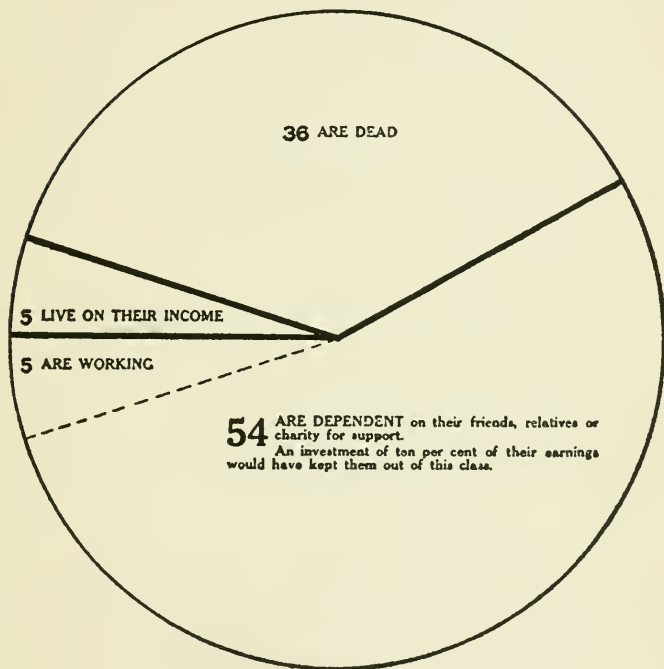 36 ARE DEAD
5 LIVE ON THEIR INCOME
5 ARE WORKING
54 ARE DEPENDENT on their friends, relatives or
charity for support.
An investment of ten per cent of their earnings
would have kept them out of this class.